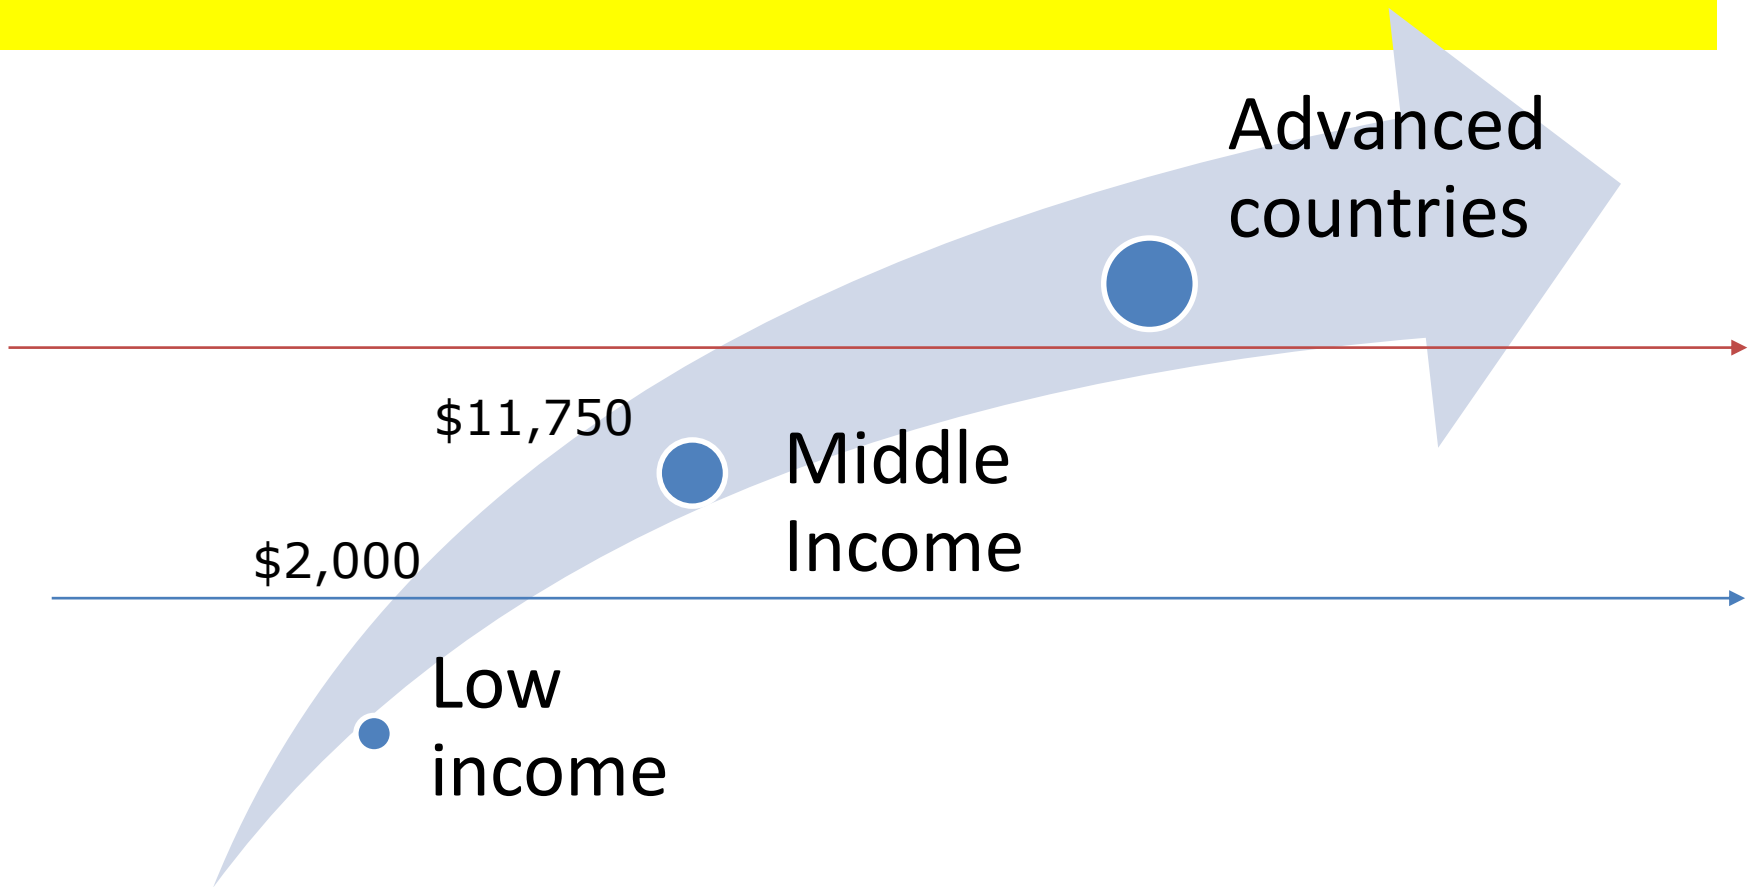 Advanced
countries
$11,750
Middle
Income
$2,000
Low
income